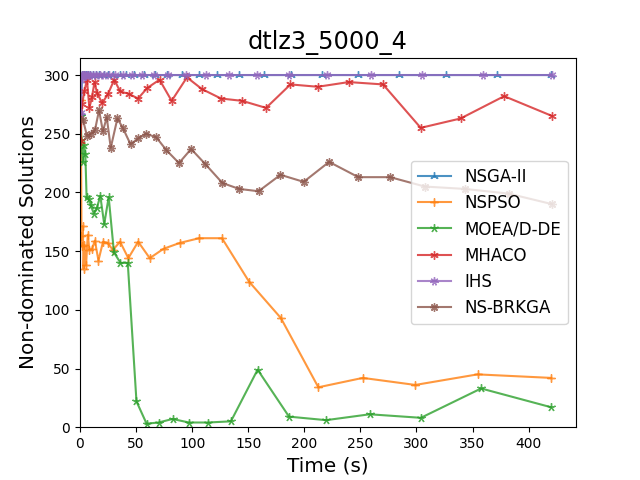 dtlz3_5000_4
Non-dominated Solutions
300
250
200
150
100
50
0
0 50 100 150 200 250 300 350 400
Time (s)
NSGA-II
NSPSO
MOEA/D-DE
MHACO
IHS
NS-BRKGA